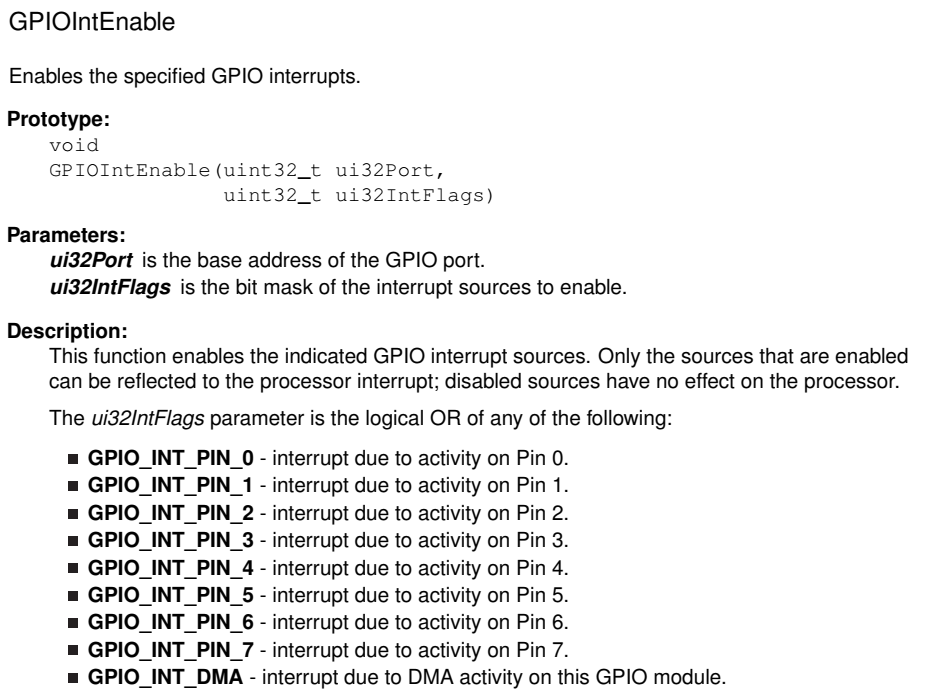 GPIOIntEnable
Enables the specified GPIO interrupts.
Prototype:
void
GPIOIntEnable(uint32_t ui32Port,
uint32_t ui32IntFlags)
Parameters:
ui32Port is the base address of the GPIO port.
ui32IntFlags is the bit mask of the interrupt sources to enable.
Description:
This function enables the indicated GPIO interrupt sources. Only the sources that are enabled
can be reflected to the processor interrupt; disabled sources have no effect on the processor.
The ui32IntFlags parameter is the logical OR of any of the following:
■ GPIO_INT_PIN_0 - interrupt due to activity on Pin 0.
■ GPIO_INT_PIN_1 - interrupt due to activity on Pin 1.
■ GPIO_INT_PIN_2 - interrupt due to activity on Pin 2.
■ GPIO_INT_PIN_3 - interrupt due to activity on Pin 3.
■ GPIO_INT_PIN_4 - interrupt due to activity on Pin 4.
■ GPIO_INT_PIN_5 - interrupt due to activity on Pin 5.
■ GPIO_INT_PIN_6 - interrupt due to activity on Pin 6.
■ GPIO_INT_PIN_7 - interrupt due to activity on Pin 7.
■ GPIO_INT_DMA - interrupt due to DMA activity on this GPIO module.